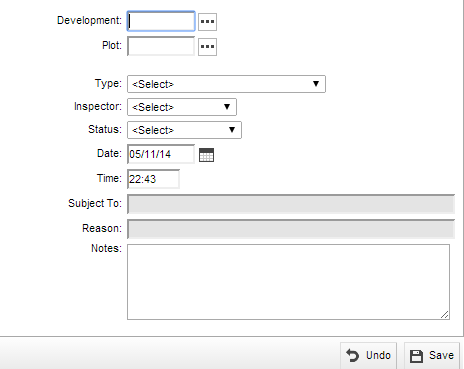 Development:
Plot:
Type: <Select>
Inspector: <Select>
Status: <Select>
Date: 05/11/14
Time: 22:43
Subject To:
Reason:
Notes:
Undo Save